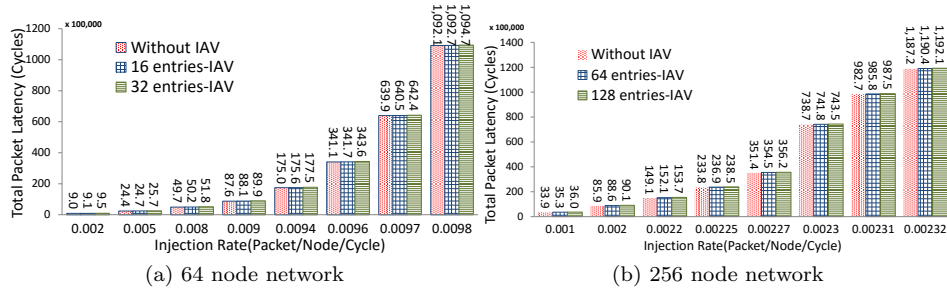 x 100,000
1200
1000
800
600
400
200
0
Total Packet Latency (Cycles)
Without IAV
16 entries-IAV
32 entries-IAV
9.0 9.1 9.5
24.4 24.7 25.7
49.7 50.2 51.8
87.6 88.1 89.9
175.0 175.6 177.5
341.1 341.7 343.6
639.9 640.5 642.4
1,092.1 1,092.7 1,094.7
0.002 0.005 0.008 0.009 0.0094 0.0096 0.0097 0.0098
Injection Rate(Packet/Node/Cycle)
(a) 64 node network
x 100,000
1400
1200
1000
800
600
400
200
0
Total Packet Latency (Cycles)
Without IAV
64 entries-IAV
128 entries-IAV
33.9 35.3 36.0
85.9 88.6 90.1
149.1 152.1 153.7
233.8 236.9 238.5
351.4 354.5 356.2
738.7 741.8 743.5
982.7 985.8 987.5
1,187.2 1,190.4 1,192.1
0.001 0.002 0.0022 0.00225 0.00227 0.0023 0.00231 0.00232
Injection Rate(Packet/Node/Cycle)
(b) 256 node network